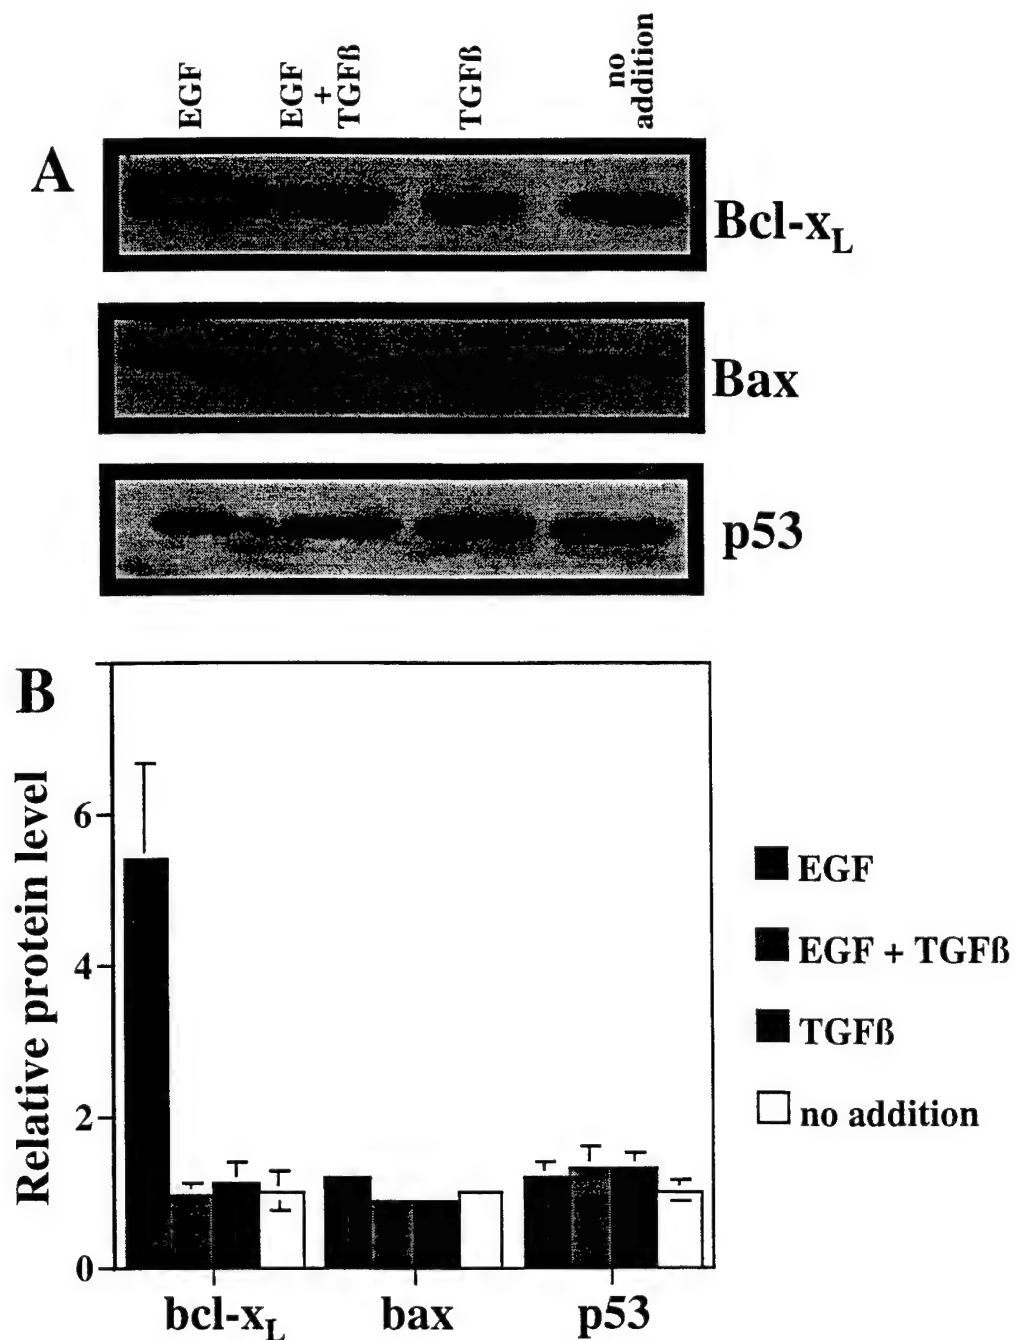 EGF
EGF
+
TGFß
TGFß
no
addition
A
Bcl-xL
Bax
p53
B
Relative protein level
6
4
2
0
bcl-xL
bax
p53
EGF
EGF + TGFß
TGFß
no addition